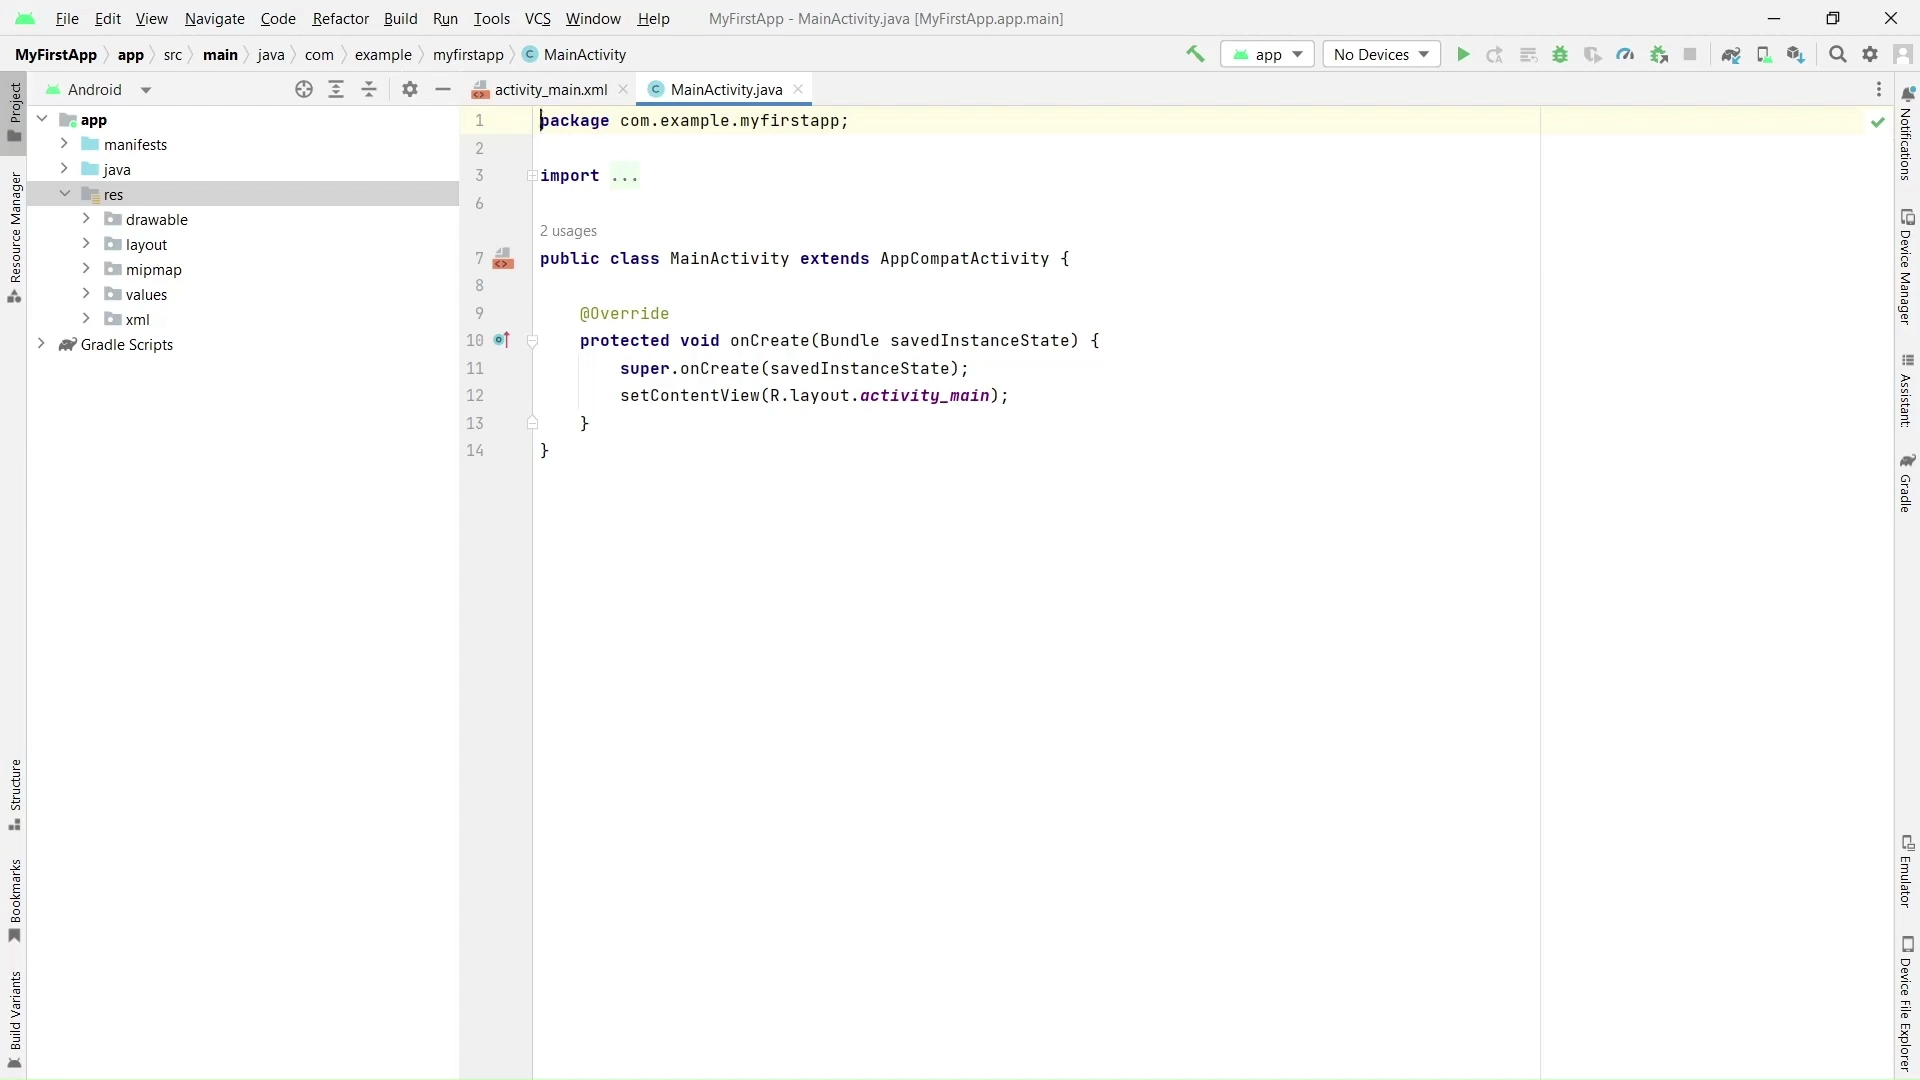 File Edit View Navigate Code Refactor Build Run Tools VCS Window Help MyFirstApp - MainActivity.java [MyFirstApp.app.main]
MyFirstApp app src main java com example myfirstapp C MainActivity app No Devices
Android activity_main.xml C MainActivity.java
Project
Resource Manager
Structure
Bookmarks
Build Variants
app
manifests
java
res
drawable
layout
mipmap
values
xml
Gradle Scripts
1 package com.example.myfirstapp;
2
3 import ...
6
2 usages
7 public class MainActivity extends AppCompatActivity {
8
9 @Override
10 protected void onCreate(Bundle savedInstanceState) {
11 super.onCreate(savedInstanceState);
12 setContentView(R.layout.activity_main);
13 }
14 }
Notifications
Device Manager
Assistant:
Gradle
Emulator
Device File Explorer